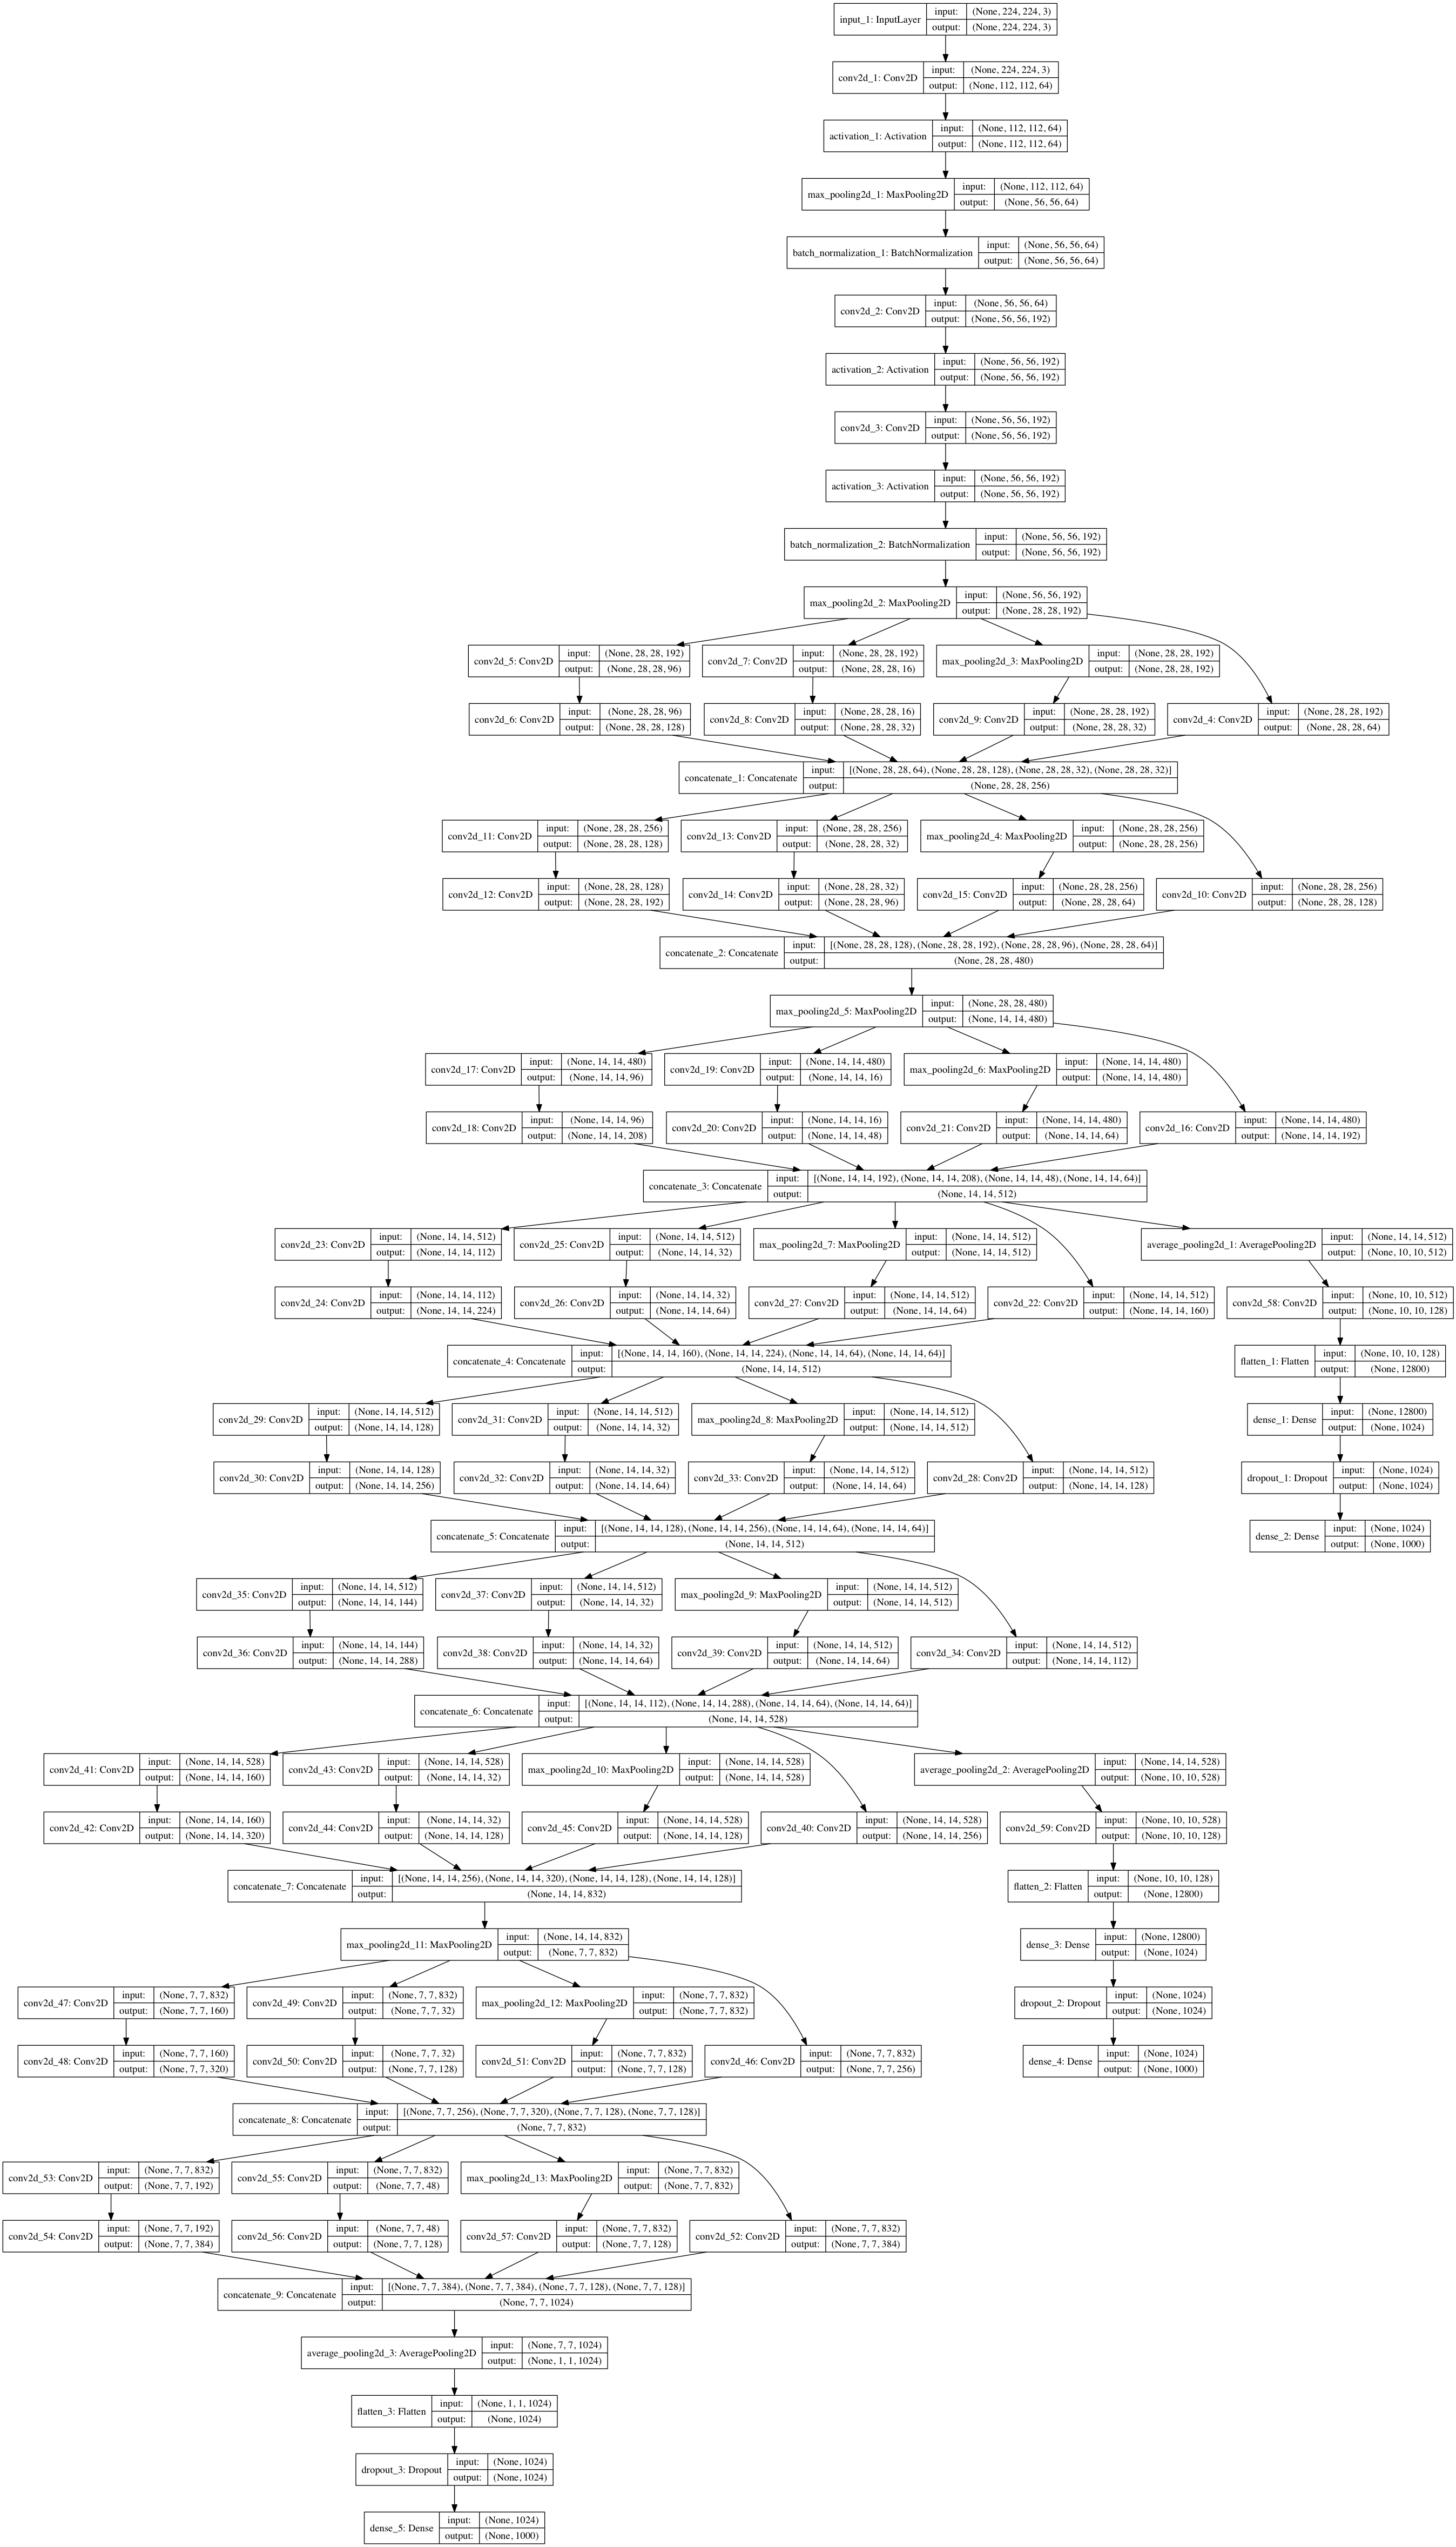 input_1: InputLayer
input: (None, 224, 224, 3)
output: (None, 224, 224, 3)
conv2d_1: Conv2D
input: (None, 224, 224, 3)
output: (None, 112, 112, 64)
activation_1: Activation
input: (None, 112, 112, 64)
output: (None, 112, 112, 64)
max_pooling2d_1: MaxPooling2D
input: (None, 112, 112, 64)
output: (None, 56, 56, 64)
batch_normalization_1: BatchNormalization
input: (None, 56, 56, 64)
output: (None, 56, 56, 64)
conv2d_2: Conv2D
input: (None, 56, 56, 64)
output: (None, 56, 56, 192)
activation_2: Activation
input: (None, 56, 56, 192)
output: (None, 56, 56, 192)
conv2d_3: Conv2D
input: (None, 56, 56, 192)
output: (None, 56, 56, 192)
activation_3: Activation
input: (None, 56, 56, 192)
output: (None, 56, 56, 192)
batch_normalization_2: BatchNormalization
input: (None, 56, 56, 192)
output: (None, 56, 56, 192)
max_pooling2d_2: MaxPooling2D
input: (None, 56, 56, 192)
output: (None, 28, 28, 192)
conv2d_5: Conv2D
input: (None, 28, 28, 192)
output: (None, 28, 28, 96)
conv2d_7: Conv2D
input: (None, 28, 28, 192)
output: (None, 28, 28, 16)
max_pooling2d_3: MaxPooling2D
input: (None, 28, 28, 192)
output: (None, 28, 28, 192)
conv2d_6: Conv2D
input: (None, 28, 28, 96)
output: (None, 28, 28, 128)
conv2d_8: Conv2D
input: (None, 28, 28, 16)
output: (None, 28, 28, 32)
conv2d_9: Conv2D
input: (None, 28, 28, 192)
output: (None, 28, 28, 32)
conv2d_4: Conv2D
input: (None, 28, 28, 192)
output: (None, 28, 28, 64)
concatenate_1: Concatenate
input: [(None, 28, 28, 64), (None, 28, 28, 128), (None, 28, 28, 32), (None, 28, 28, 32)]
output: (None, 28, 28, 256)
conv2d_11: Conv2D
input: (None, 28, 28, 256)
output: (None, 28, 28, 128)
conv2d_13: Conv2D
input: (None, 28, 28, 256)
output: (None, 28, 28, 32)
max_pooling2d_4: MaxPooling2D
input: (None, 28, 28, 256)
output: (None, 28, 28, 256)
conv2d_12: Conv2D
input: (None, 28, 28, 128)
output: (None, 28, 28, 192)
conv2d_14: Conv2D
input: (None, 28, 28, 32)
output: (None, 28, 28, 96)
conv2d_15: Conv2D
input: (None, 28, 28, 256)
output: (None, 28, 28, 64)
conv2d_10: Conv2D
input: (None, 28, 28, 256)
output: (None, 28, 28, 128)
concatenate_2: Concatenate
input: [(None, 28, 28, 128), (None, 28, 28, 192), (None, 28, 28, 96), (None, 28, 28, 64)]
output: (None, 28, 28, 480)
max_pooling2d_5: MaxPooling2D
input: (None, 28, 28, 480)
output: (None, 14, 14, 480)
conv2d_17: Conv2D
input: (None, 14, 14, 480)
output: (None, 14, 14, 96)
conv2d_19: Conv2D
input: (None, 14, 14, 480)
output: (None, 14, 14, 16)
max_pooling2d_6: MaxPooling2D
input: (None, 14, 14, 480)
output: (None, 14, 14, 480)
conv2d_18: Conv2D
input: (None, 14, 14, 96)
output: (None, 14, 14, 208)
conv2d_20: Conv2D
input: (None, 14, 14, 16)
output: (None, 14, 14, 48)
conv2d_21: Conv2D
input: (None, 14, 14, 480)
output: (None, 14, 14, 64)
conv2d_16: Conv2D
input: (None, 14, 14, 480)
output: (None, 14, 14, 192)
concatenate_3: Concatenate
input: [(None, 14, 14, 192), (None, 14, 14, 208), (None, 14, 14, 48), (None, 14, 14, 64)]
output: (None, 14, 14, 512)
conv2d_23: Conv2D
input: (None, 14, 14, 512)
output: (None, 14, 14, 112)
conv2d_25: Conv2D
input: (None, 14, 14, 512)
output: (None, 14, 14, 32)
max_pooling2d_7: MaxPooling2D
input: (None, 14, 14, 512)
output: (None, 14, 14, 512)
average_pooling2d_1: AveragePooling2D
input: (None, 14, 14, 512)
output: (None, 10, 10, 512)
conv2d_24: Conv2D
input: (None, 14, 14, 112)
output: (None, 14, 14, 224)
conv2d_26: Conv2D
input: (None, 14, 14, 32)
output: (None, 14, 14, 64)
conv2d_27: Conv2D
input: (None, 14, 14, 512)
output: (None, 14, 14, 64)
conv2d_22: Conv2D
input: (None, 14, 14, 512)
output: (None, 14, 14, 160)
conv2d_58: Conv2D
input: (None, 10, 10, 512)
output: (None, 10, 10, 128)
concatenate_4: Concatenate
input: [(None, 14, 14, 160), (None, 14, 14, 224), (None, 14, 14, 64), (None, 14, 14, 64)]
output: (None, 14, 14, 512)
flatten_1: Flatten
input: (None, 10, 10, 128)
output: (None, 12800)
conv2d_29: Conv2D
input: (None, 14, 14, 512)
output: (None, 14, 14, 128)
conv2d_31: Conv2D
input: (None, 14, 14, 512)
output: (None, 14, 14, 32)
max_pooling2d_8: MaxPooling2D
input: (None, 14, 14, 512)
output: (None, 14, 14, 512)
dense_1: Dense
input: (None, 12800)
output: (None, 1024)
conv2d_30: Conv2D
input: (None, 14, 14, 128)
output: (None, 14, 14, 256)
conv2d_32: Conv2D
input: (None, 14, 14, 32)
output: (None, 14, 14, 64)
conv2d_33: Conv2D
input: (None, 14, 14, 512)
output: (None, 14, 14, 64)
conv2d_28: Conv2D
input: (None, 14, 14, 512)
output: (None, 14, 14, 128)
dropout_1: Dropout
input: (None, 1024)
output: (None, 1024)
concatenate_5: Concatenate
input: [(None, 14, 14, 128), (None, 14, 14, 256), (None, 14, 14, 64), (None, 14, 14, 64)]
output: (None, 14, 14, 512)
dense_2: Dense
input: (None, 1024)
output: (None, 1000)
conv2d_35: Conv2D
input: (None, 14, 14, 512)
output: (None, 14, 14, 144)
conv2d_37: Conv2D
input: (None, 14, 14, 512)
output: (None, 14, 14, 32)
max_pooling2d_9: MaxPooling2D
input: (None, 14, 14, 512)
output: (None, 14, 14, 512)
conv2d_36: Conv2D
input: (None, 14, 14, 144)
output: (None, 14, 14, 288)
conv2d_38: Conv2D
input: (None, 14, 14, 32)
output: (None, 14, 14, 64)
conv2d_39: Conv2D
input: (None, 14, 14, 512)
output: (None, 14, 14, 64)
conv2d_34: Conv2D
input: (None, 14, 14, 512)
output: (None, 14, 14, 112)
concatenate_6: Concatenate
input: [(None, 14, 14, 112), (None, 14, 14, 288), (None, 14, 14, 64), (None, 14, 14, 64)]
output: (None, 14, 14, 528)
conv2d_41: Conv2D
input: (None, 14, 14, 528)
output: (None, 14, 14, 160)
conv2d_43: Conv2D
input: (None, 14, 14, 528)
output: (None, 14, 14, 32)
max_pooling2d_10: MaxPooling2D
input: (None, 14, 14, 528)
output: (None, 14, 14, 528)
average_pooling2d_2: AveragePooling2D
input: (None, 14, 14, 528)
output: (None, 10, 10, 528)
conv2d_42: Conv2D
input: (None, 14, 14, 160)
output: (None, 14, 14, 320)
conv2d_44: Conv2D
input: (None, 14, 14, 32)
output: (None, 14, 14, 128)
conv2d_45: Conv2D
input: (None, 14, 14, 528)
output: (None, 14, 14, 128)
conv2d_40: Conv2D
input: (None, 14, 14, 528)
output: (None, 14, 14, 256)
conv2d_59: Conv2D
input: (None, 10, 10, 528)
output: (None, 10, 10, 128)
concatenate_7: Concatenate
input: [(None, 14, 14, 256), (None, 14, 14, 320), (None, 14, 14, 128), (None, 14, 14, 128)]
output: (None, 14, 14, 832)
flatten_2: Flatten
input: (None, 10, 10, 128)
output: (None, 12800)
max_pooling2d_11: MaxPooling2D
input: (None, 14, 14, 832)
output: (None, 7, 7, 832)
dense_3: Dense
input: (None, 12800)
output: (None, 1024)
conv2d_47: Conv2D
input: (None, 7, 7, 832)
output: (None, 7, 7, 160)
conv2d_49: Conv2D
input: (None, 7, 7, 832)
output: (None, 7, 7, 32)
max_pooling2d_12: MaxPooling2D
input: (None, 7, 7, 832)
output: (None, 7, 7, 832)
dropout_2: Dropout
input: (None, 1024)
output: (None, 1024)
conv2d_48: Conv2D
input: (None, 7, 7, 160)
output: (None, 7, 7, 320)
conv2d_50: Conv2D
input: (None, 7, 7, 32)
output: (None, 7, 7, 128)
conv2d_51: Conv2D
input: (None, 7, 7, 832)
output: (None, 7, 7, 128)
conv2d_46: Conv2D
input: (None, 7, 7, 832)
output: (None, 7, 7, 256)
dense_4: Dense
input: (None, 1024)
output: (None, 1000)
concatenate_8: Concatenate
input: [(None, 7, 7, 256), (None, 7, 7, 320), (None, 7, 7, 128), (None, 7, 7, 128)]
output: (None, 7, 7, 832)
conv2d_53: Conv2D
input: (None, 7, 7, 832)
output: (None, 7, 7, 192)
conv2d_55: Conv2D
input: (None, 7, 7, 832)
output: (None, 7, 7, 48)
max_pooling2d_13: MaxPooling2D
input: (None, 7, 7, 832)
output: (None, 7, 7, 832)
conv2d_54: Conv2D
input: (None, 7, 7, 192)
output: (None, 7, 7, 384)
conv2d_56: Conv2D
input: (None, 7, 7, 48)
output: (None, 7, 7, 128)
conv2d_57: Conv2D
input: (None, 7, 7, 832)
output: (None, 7, 7, 128)
conv2d_52: Conv2D
input: (None, 7, 7, 832)
output: (None, 7, 7, 384)
concatenate_9: Concatenate
input: [(None, 7, 7, 384), (None, 7, 7, 384), (None, 7, 7, 128), (None, 7, 7, 128)]
output: (None, 7, 7, 1024)
average_pooling2d_3: AveragePooling2D
input: (None, 7, 7, 1024)
output: (None, 1, 1, 1024)
flatten_3: Flatten
input: (None, 1, 1, 1024)
output: (None, 1024)
dropout_3: Dropout
input: (None, 1024)
output: (None, 1024)
dense_5: Dense
input: (None, 1024)
output: (None, 1000)